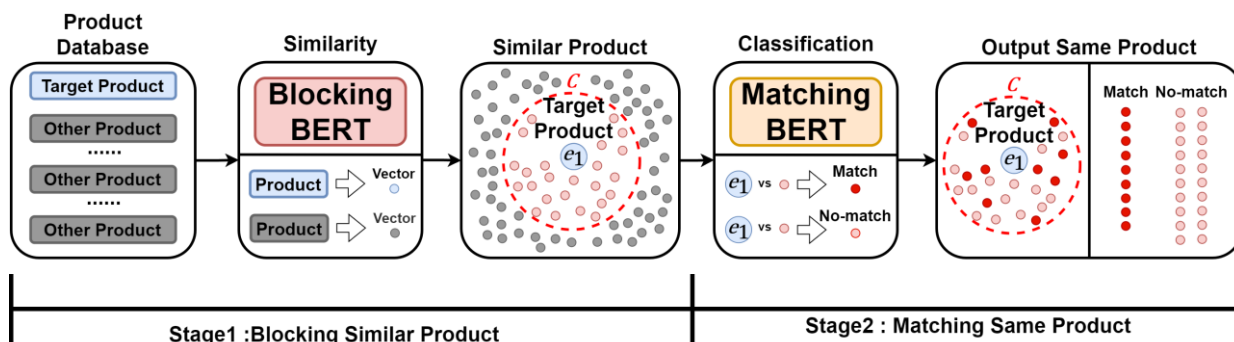 Product
Database
Target Product
Other Product
......
Other Product
......
Other Product
Similarity
Blocking
BERT
Product
Vector
Product
Vector
Similar Product
C
Target
Product
e1
Classification
Matching
BERT
e1 vs
Match
e1 vs
No-match
Output Same Product
C
Target
Product
e1
Match
No-match
Stage1 :Blocking Similar Product
Stage2 : Matching Same Product